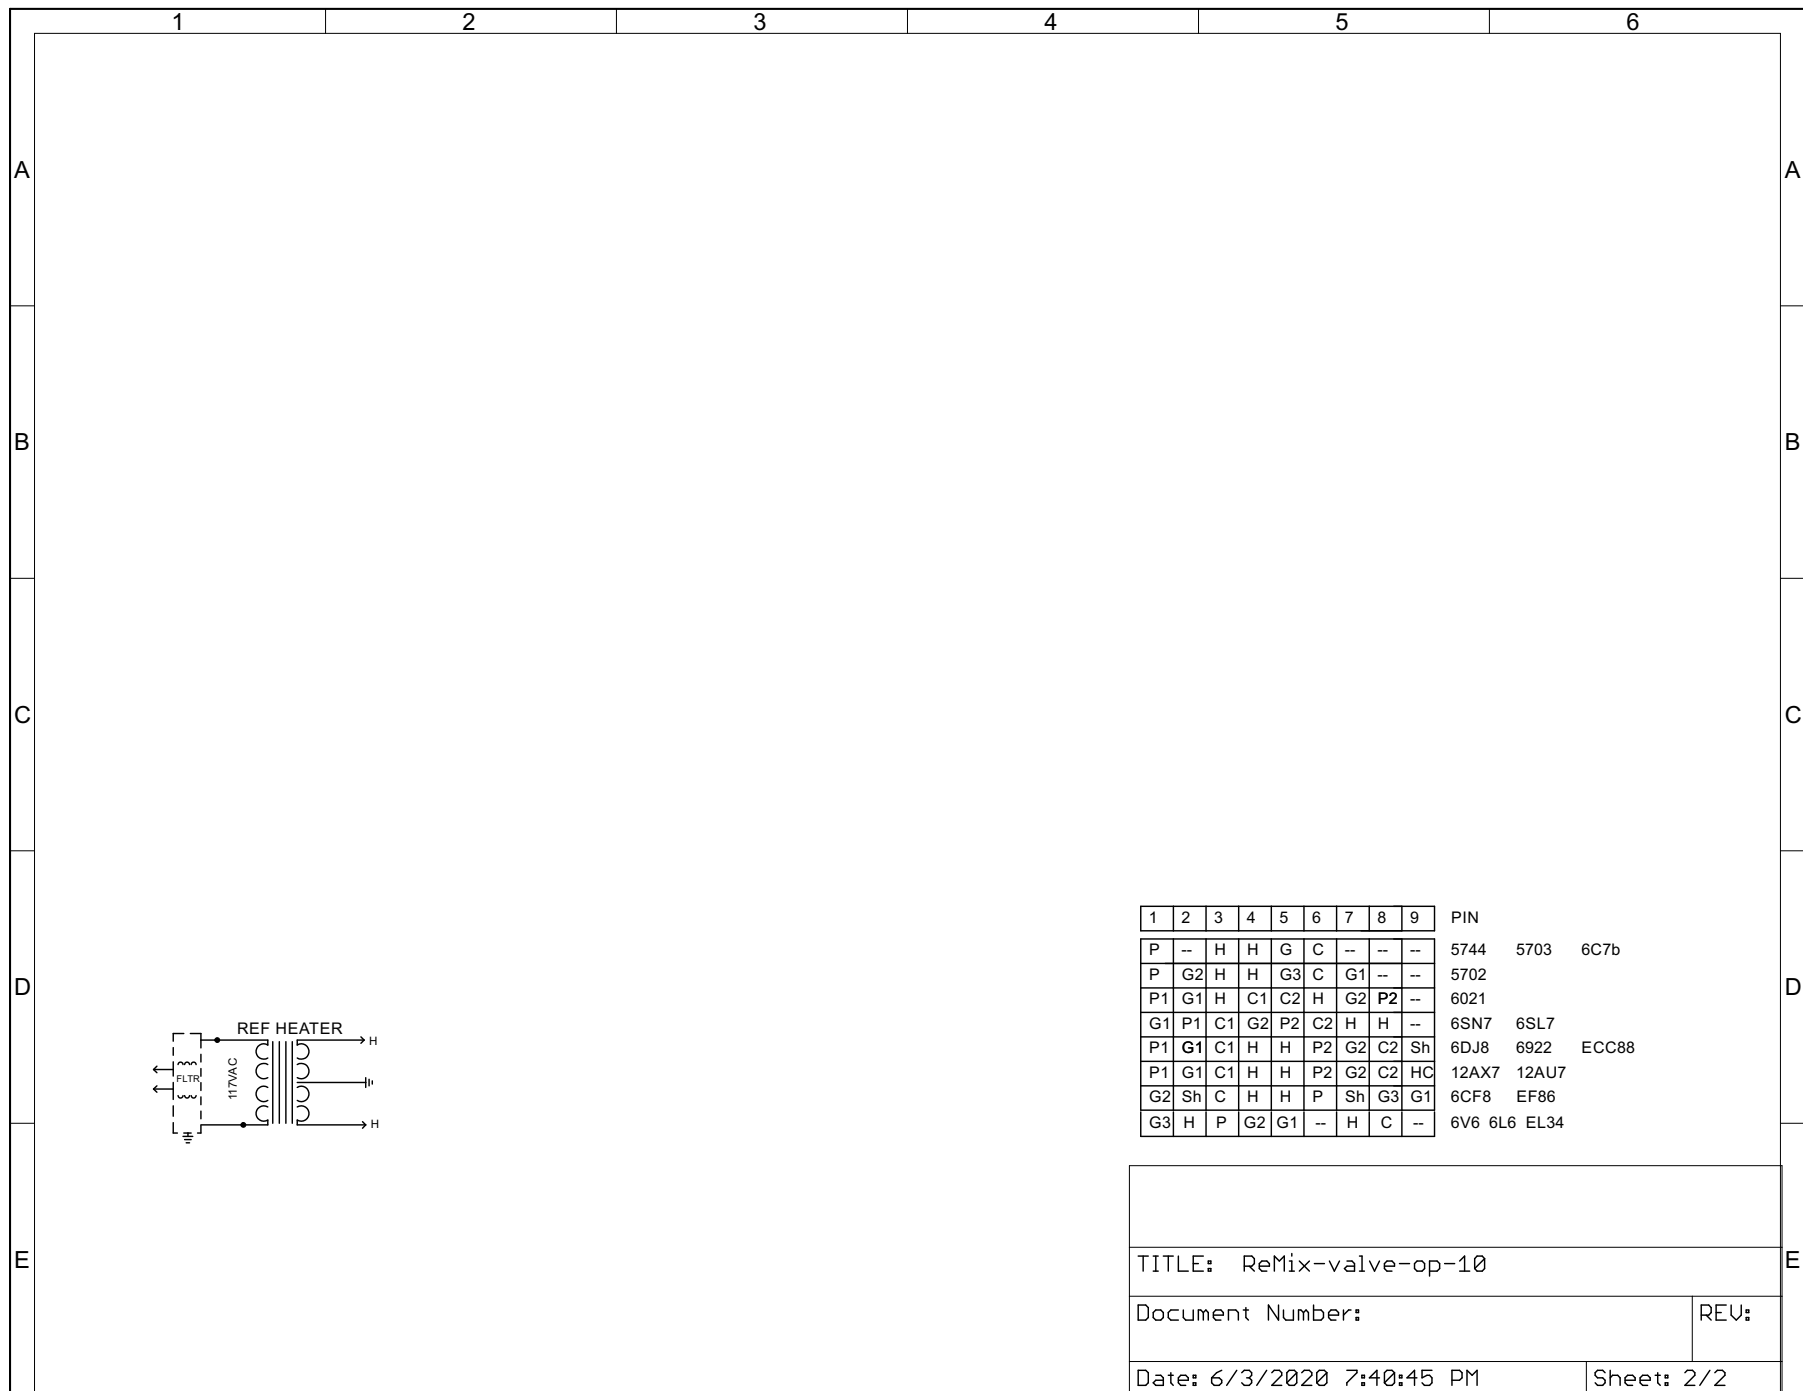 1 2 3 4 5 6
A A
B B
C C
1 2 3 4 5 6 7 8 9 PIN
P -- H H G C -- -- -- 5744 5703 6C7b
P G2 H H G3 C G1 -- -- 5702
D D
P1 G1 H C1 C2 H G2 P2 -- 6021
G1 P1 C1 G2 P2 C2 H H -- 6SN7 6SL7
REF HEATER
H
P1 G1 C1 H H P2 G2 C2 Sh 6DJ8 6922 ECC88
P1 G1 C1 H H P2 G2 C2 HC 12AX7 12AU7
FLTR
117VAC
G2 Sh C H H P Sh G3 G1 6CF8 EF86
G3 H P G2 G1 -- H C -- 6V6 6L6 EL34
H
E E
TITLE: ReMix-valve-op-10
Document Number: REV:
Date: 6/3/2020 7:40:45 PM Sheet: 2/2